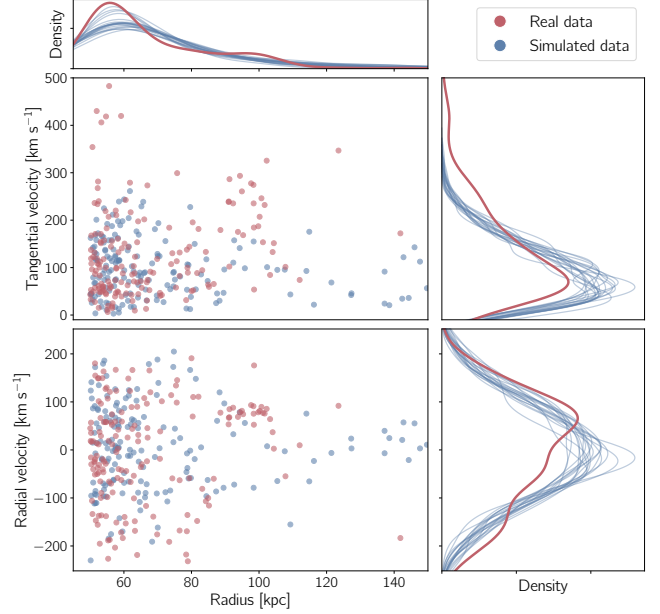 Density
Real data
Simulated data
500
400
300
200
100
0
Tangential velocity [km s⁻¹]
200
100
0
−100
−200
Radial velocity [km s⁻¹]
60
80
100
120
140
Radius [kpc]
Density